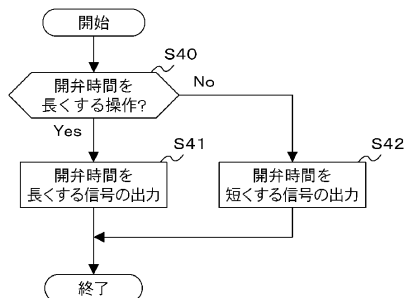 開始
S40
開弁時間を
長くする操作?
No
Yes
S41
開弁時間を
長くする信号の出力
S42
開弁時間を
短くする信号の出力
終了